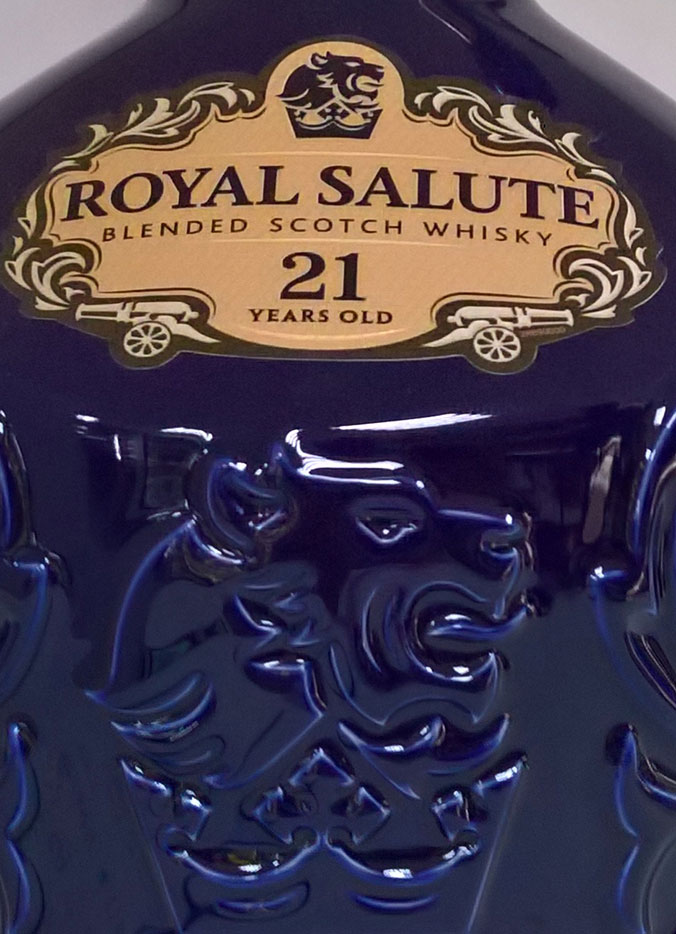 ROYAL SALUTE
BLENDED SCOTCH WHISKY
21
YEARS OLD